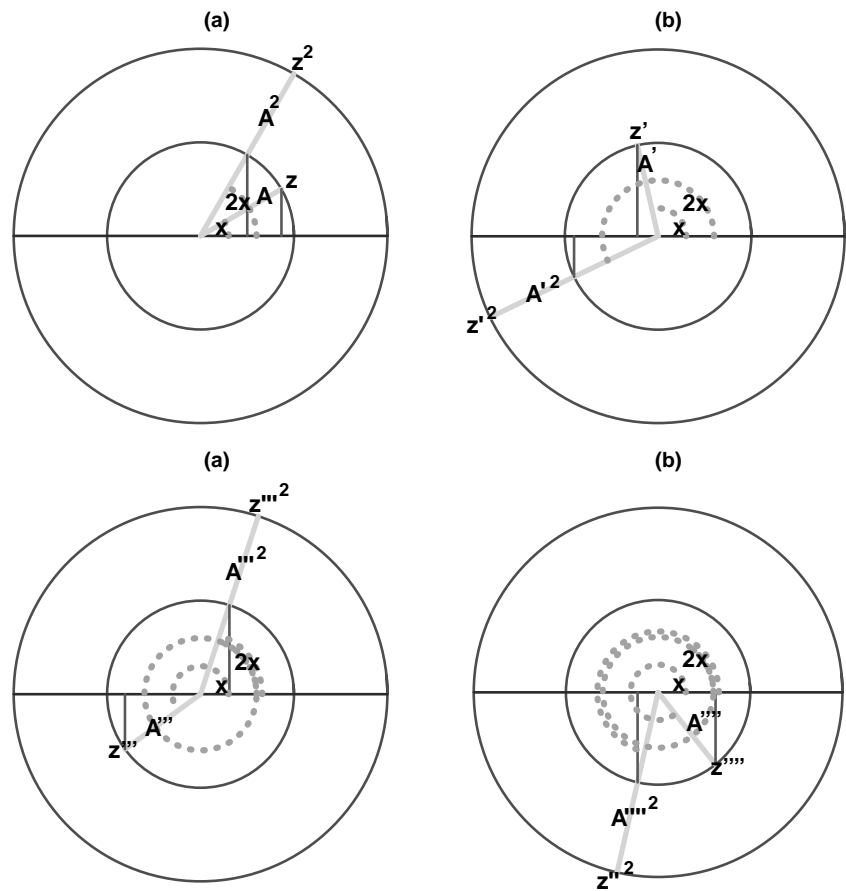 (a)
z²
A²
A
z
2x
x
(b)
z’
A’
2x
x
A'²
z'²
(a)
z'''²
A'''²
2x
x
A’’’
z’’’
(b)
2x
x
A’’’’
z’’’’
A''''²
z''²